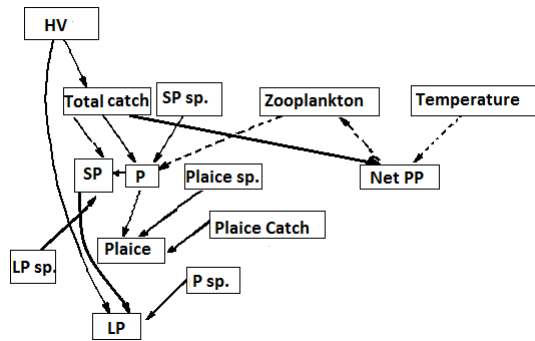 HV
Total catch
SP sp.
Zooplankton
Temperature
SP
P
Plaice sp.
Net PP
Plaice
Plaice Catch
LP sp.
P sp.
LP